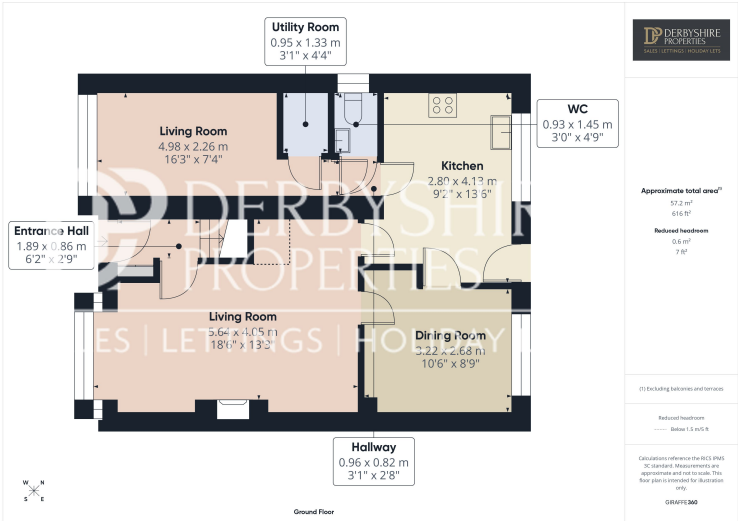 Utility Room
0.95 x 1.33 m
3'1" x 4'4"
WC
0.93 x 1.45 m
3'0" x 4'9"
Living Room
4.98 x 2.26 m
16'3" x 7'4"
Kitchen
2.80 x 4.13 m
9'2" x 13'6"
Entrance Hall
1.89 x 0.86 m
6'2" x 2'9"
Living Room
5.64 x 4.05 m
18'6" x 13'3"
Dining Room
3.22 x 2.68 m
10'6" x 8'9"
Hallway
0.96 x 0.82 m
3'1" x 2'8"
DERBYSHIRE
PROPERTIES
ES | LETTINGS | HOLIDAY L
W N
S E
Ground Floor
DP DERBYSHIRE
PROPERTIES
SALES | LETTINGS | HOLIDAY LETS
Approximate total area(1)
57.2 m²
616 ft²
Reduced headroom
0.6 m²
7 ft²
(1) Excluding balconies and terraces
Reduced headroom
Below 1.5 m/5 ft
Calculations reference the RICS IPMS
3C standard. Measurements are
approximate and not to scale. This
floor plan is intended for illustration
only.
GIRAFFE360